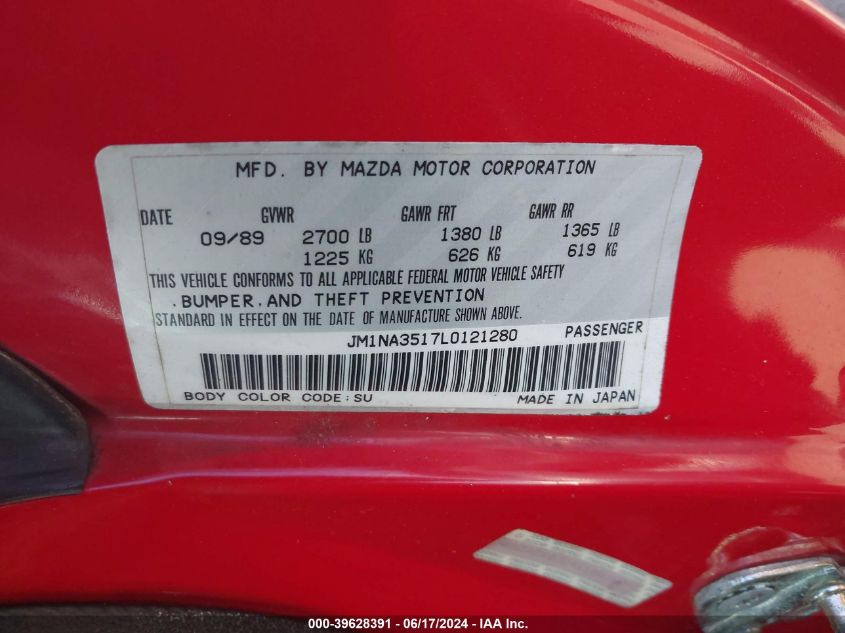 MFD. BY MAZDA MOTOR CORPORATION
DATE GVWR GAWR FRT GAWR RR
09/89 2700 LB 1380 LB 1365 LB
1225 KG 626 KG 619 KG
THIS VEHICLE CONFORMS TO ALL APPLICABLE FEDERAL MOTOR VEHICLE SAFETY
.BUMPER.AND THEFT PREVENTION
STANDARD IN EFFECT ON THE DATE OF MANUFACTURE SHOWN ABOVE.
JM1NA3517L0121280 PASSENGER
BODY COLOR CODE:SU MADE IN JAPAN
000-39628391 - 06/17/2024 - IAA Inc.